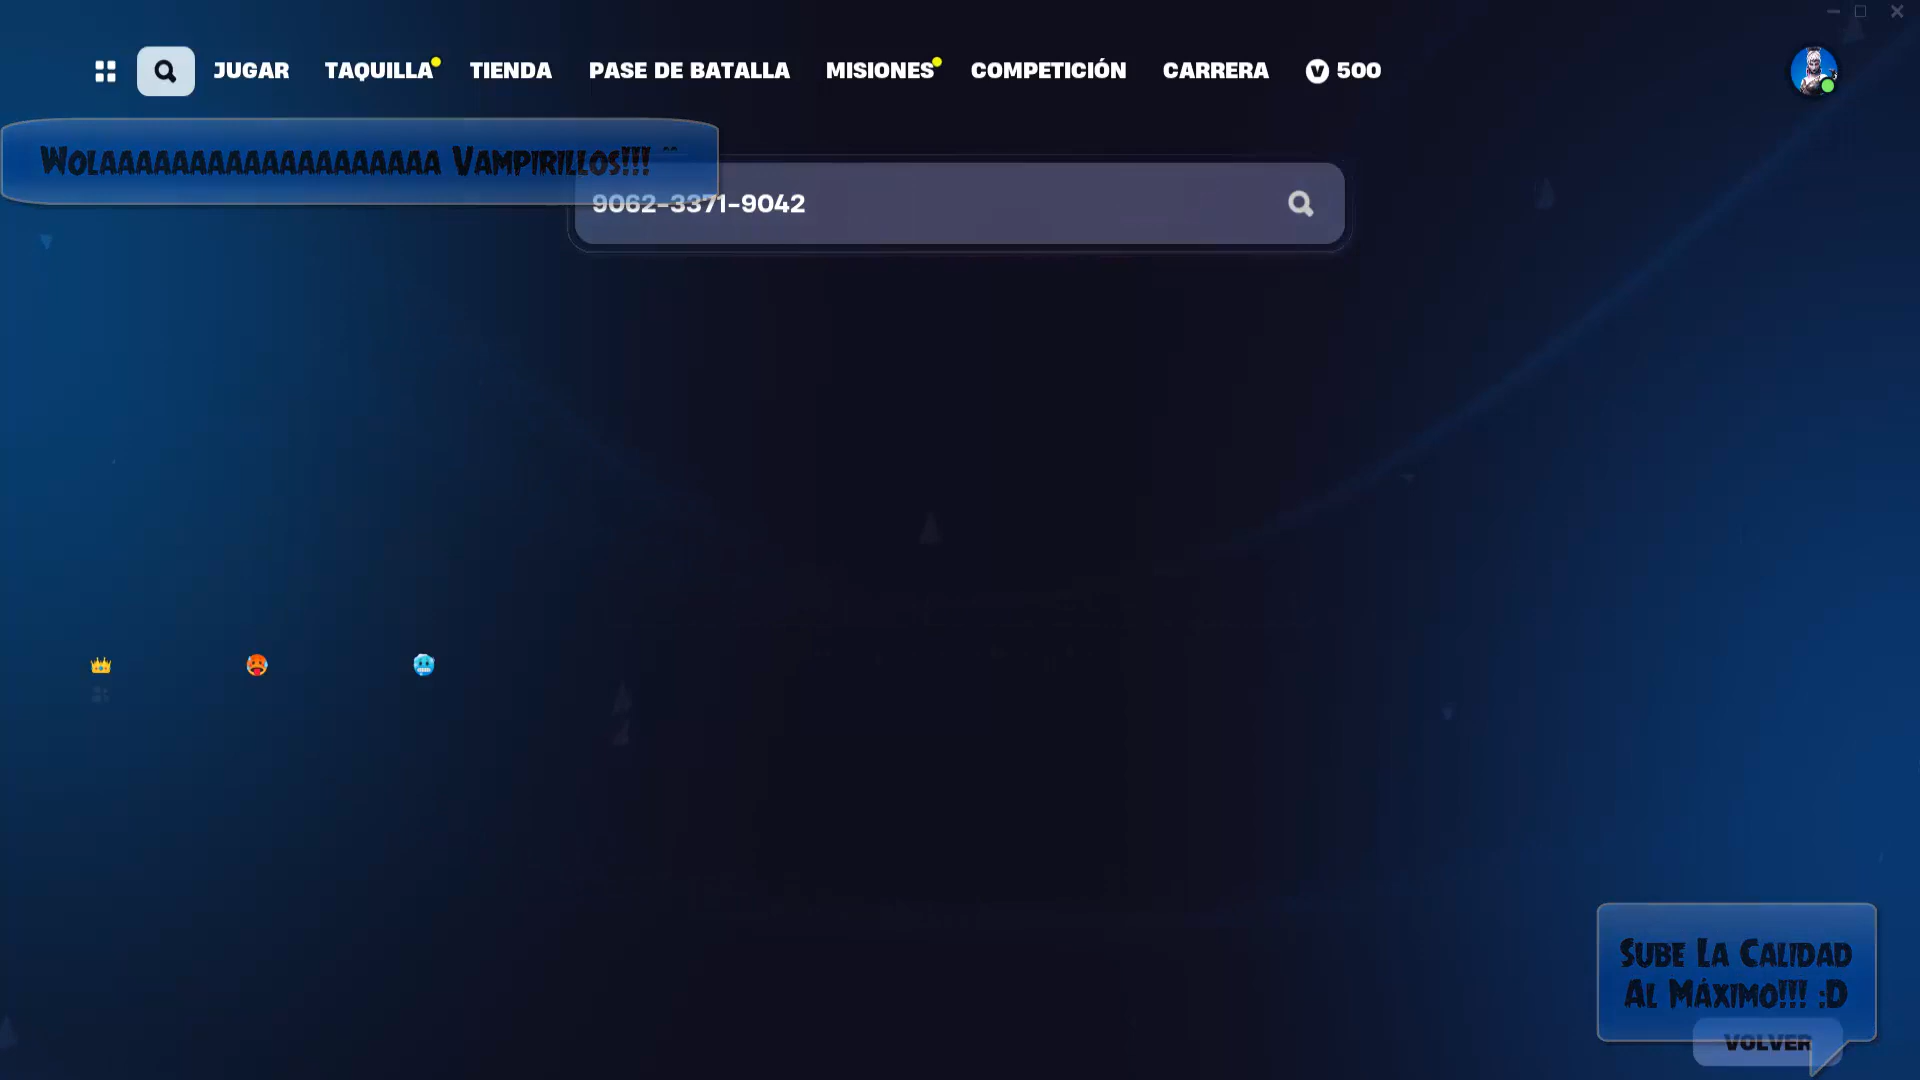 JUGAR TAQUILLA TIENDA PASE DE BATALLA MISIONES COMPETICIÓN CARRERA V 500
Wolaaaaaaaaaaaaaaaaaaa Vampirillos!!! ^^
9062-3371-9042
Sube La Calidad
Al Máximo!!! :D
VOLVER